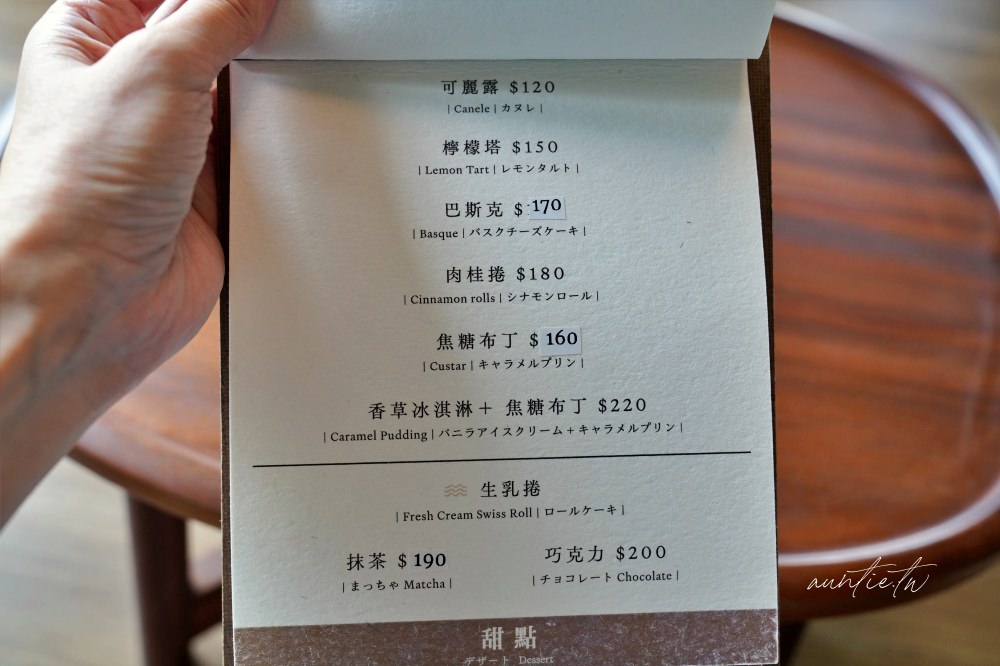 可麗露 $120
| Canele | カヌレ |
檸檬塔 $150
| Lemon Tart | レモンタルト |
巴斯克 $170
| Basque | バスクチーズケーキ |
肉桂捲 $180
| Cinnamon rolls | シナモンロール |
焦糖布丁 $160
| Custar | キャラメルプリン |
香草冰淇淋＋ 焦糖布丁 $220
| Caramel Pudding | バニラアイスクリーム + キャラメルプリン |
生乳捲
| Fresh Cream Swiss Roll | ロールケーキ |
抹茶 $190
| まっちゃ Matcha |
巧克力 $200
| チョコレート Chocolate |
甜點
デザート Dessert
auntie.tw